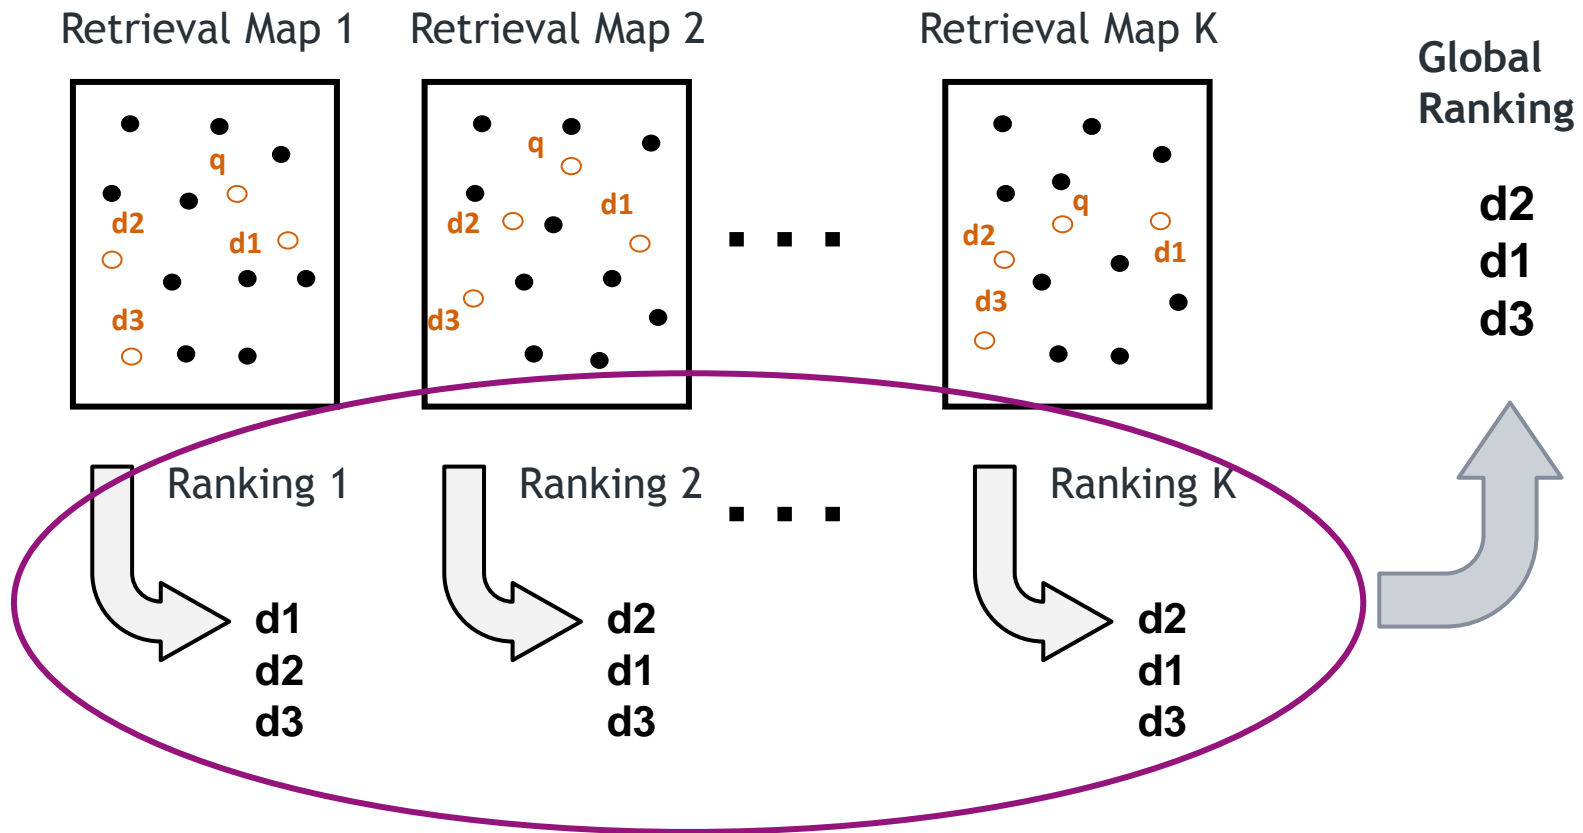 Retrieval Map 1
Retrieval Map 2
Retrieval Map K
Global
Ranking
q
d2
d1
d3
q
d2
d1
d3
q
d2
d1
d3
d2
d1
d3
Ranking 1
Ranking 2
Ranking K
d1
d2
d3
d2
d1
d3
d2
d1
d3